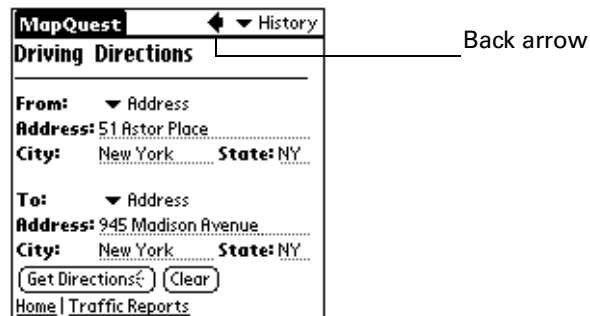 MapQuest History
Back arrow
Driving Directions
From: Address
Address: 51 Astor Place
City: New York State: NY
To: Address
Address: 945 Madison Avenue
City: New York State: NY
Get Directions Clear
Home | Traffic Reports